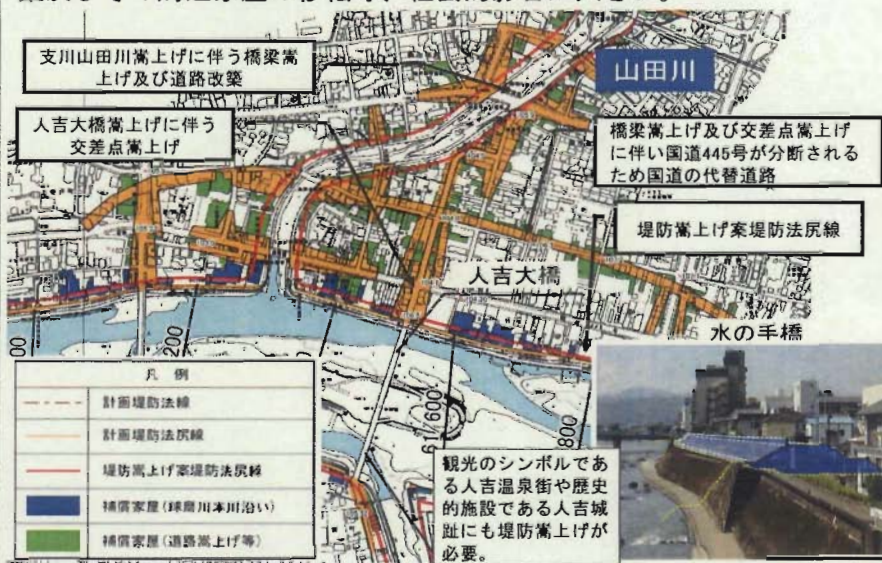 支川山田川嵩上げに伴う橋梁嵩
上げ及び道路改築
山田川
人吉大橋嵩上げに伴う
交差点嵩上げ
橋梁嵩上げ及び交差点嵩上げ
に伴い国道445号が分断される
ため国道の代替道路
堤防嵩上げ案堤防法尻線
人吉大橋
水の手橋
00
200
61/600
800
凡 例
計画堤防法線
計画堤防法尻線
堤防嵩上げ案堤防法尻線
補償家屋(球磨川本川沿い)
補償家屋(道路嵩上げ等)
観光のシンボルであ
る人吉温泉街や歴史
的施設である人吉城
趾にも堤防嵩上げが
必要。